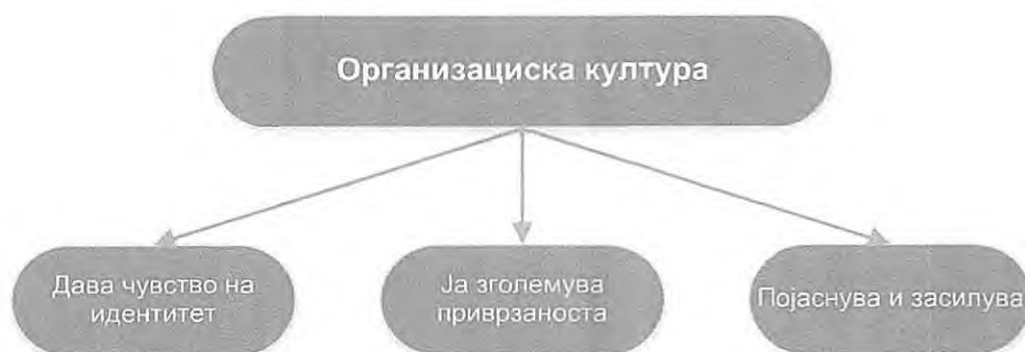 Организациска култура
Дава чувство на
идентитет
Ја зголемува
приврзаноста
Појаснува и засилува